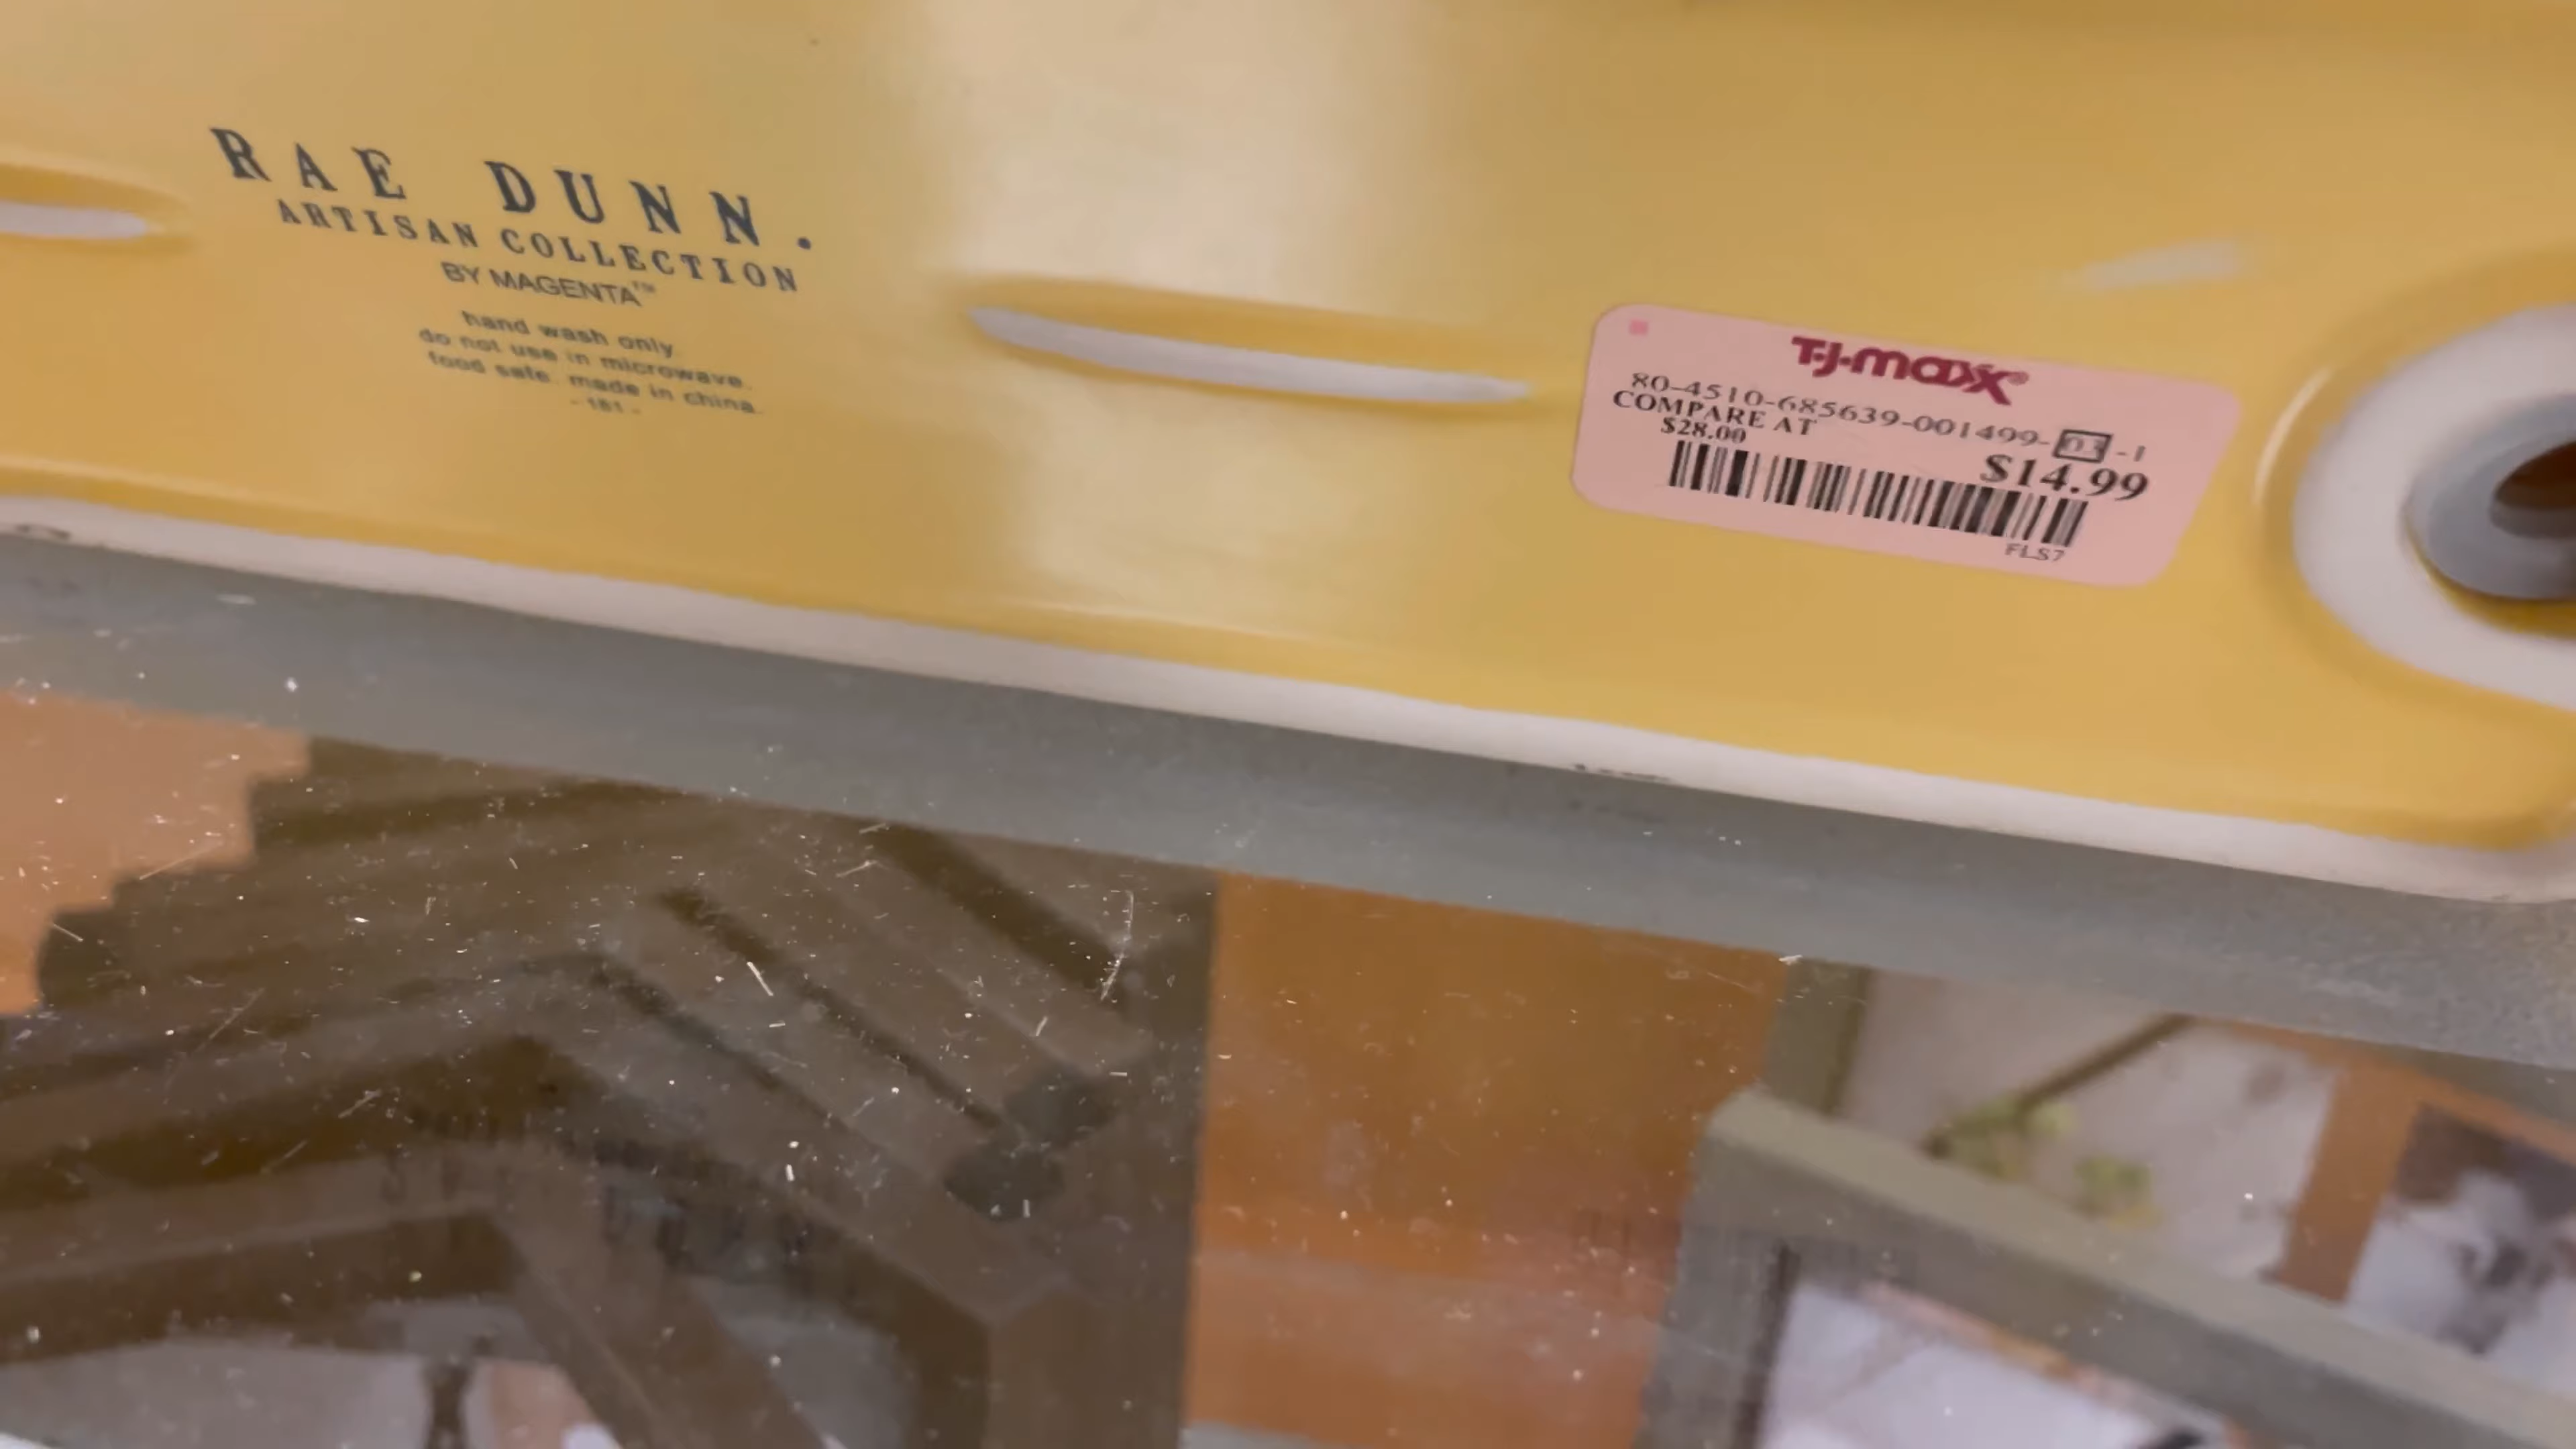 RAE DUNN.
ARTISAN COLLECTION
BY MAGENTA™
hand wash only.
do not use in microwave.
food safe. made in china.
- 181 -
T·J·maxx®
80-4510-685639-001499-03-1
COMPARE AT
$28.00
$14.99
FLS7